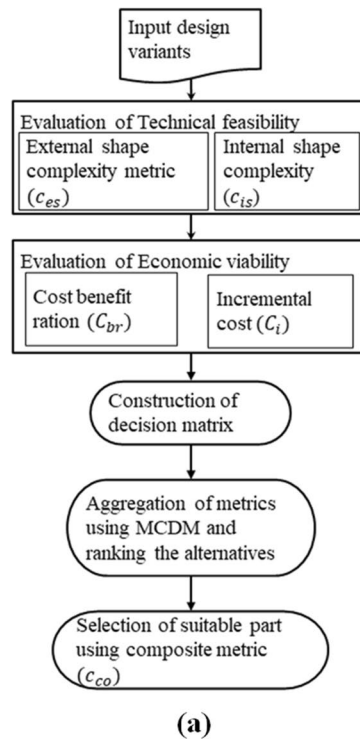 Input design
variants
Evaluation of Technical feasibility
External shape
complexity metric
(c_es)
Internal shape
complexity
(c_is)
Evaluation of Economic viability
Cost benefit
ration (C_br)
Incremental
cost (C_i)
Construction of
decision matrix
Aggregation of metrics
using MCDM and
ranking the alternatives
Selection of suitable part
using composite metric
(c_co)
(a)